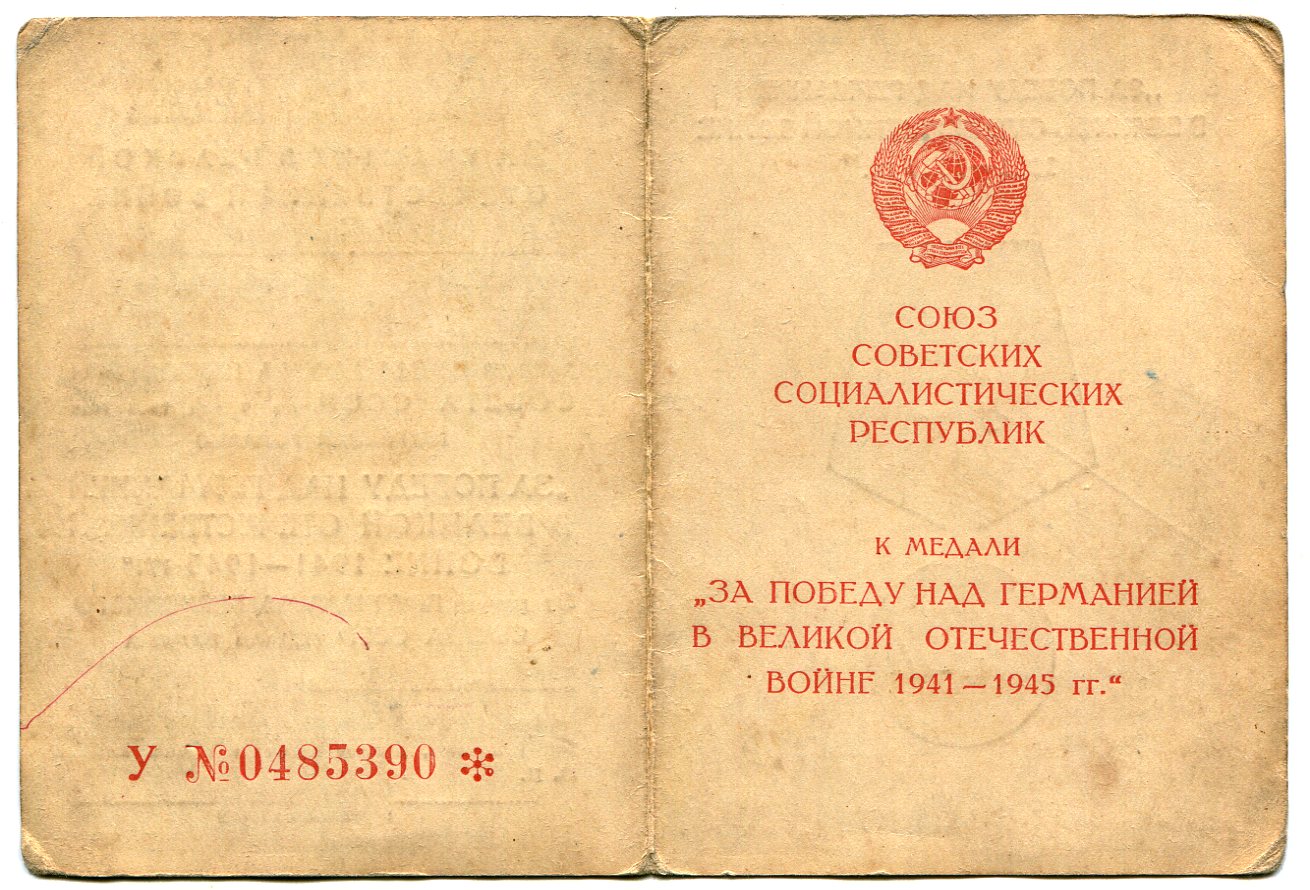 У №0485390
СОЮЗ
СОВЕТСКИХ
СОЦИАЛИСТИЧЕСКИХ
РЕСПУБЛИК
К МЕДАЛИ
„ЗА ПОБЕДУ НАД ГЕРМАНИЕЙ
В ВЕЛИКОЙ ОТЕЧЕСТВЕННОЙ
ВОЙНЕ 1941—1945 гг.“